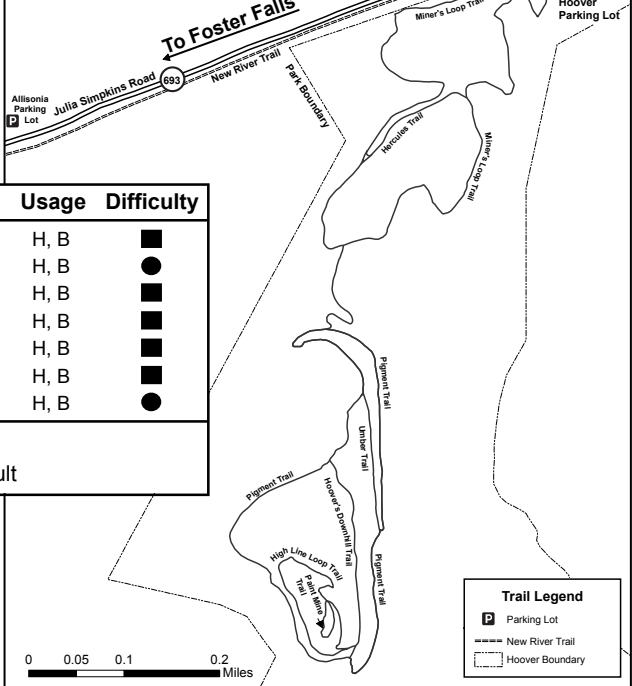 To Foster Falls
Miner's Loop Trail
Hoover
Parking Lot
693
Julia Simpkins Road
New River Trail
Allisonia
Parking
P Lot
Park Boundary
Hercules Trail
Miner's Loop Trail
Usage Difficulty
H, B
H, B
H, B
H, B
H, B
H, B
H, B
ult
Pigment Trail
Umber Trail
Pigment Trail
Hoover's Downhill Trail
High Line Loop Trail
Paint Mine
Trail
Pigment Trail
Trail Legend
P Parking Lot
New River Trail
Hoover Boundary
0 0.05 0.1 0.2
Miles